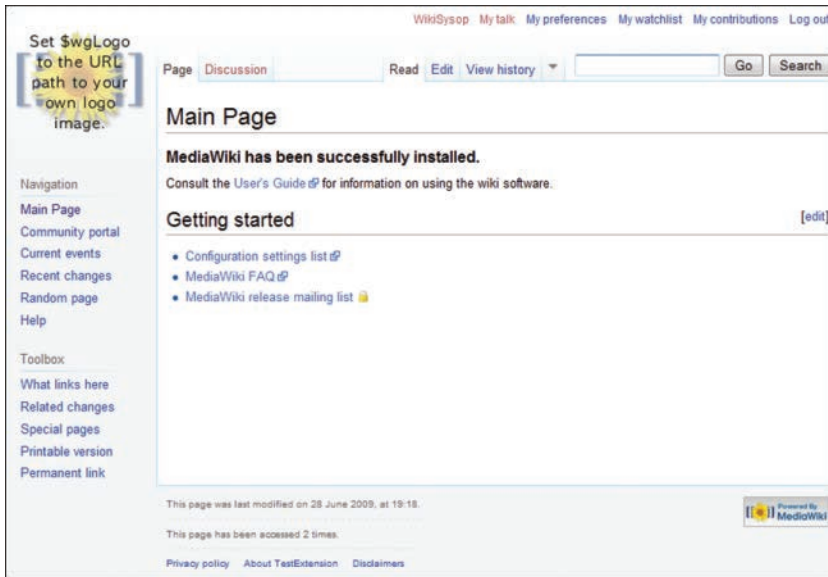 Set $wgLogo
to the URL
path to your
own logo
image.
WikiSysop My talk My preferences My watchlist My contributions Log out
Page Discussion Read Edit View history Go Search
Main Page
MediaWiki has been successfully installed.
Consult the User's Guide for information on using the wiki software.
Getting started [edit]
Configuration settings list
MediaWiki FAQ
MediaWiki release mailing list
Navigation
Main Page
Community portal
Current events
Recent changes
Random page
Help
Toolbox
What links here
Related changes
Special pages
Printable version
Permanent link
This page was last modified on 28 June 2009, at 19:18.
This page has been accessed 2 times.
Privacy policy About TestExtension Disclaimers
Powered By
MediaWiki